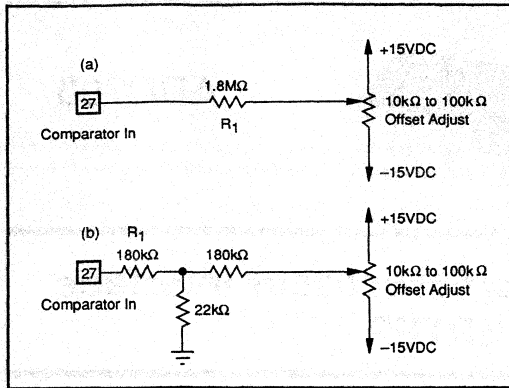 (a)
+15VDC
27
1.8MΩ
10kΩ to 100kΩ
Offset Adjust
Comparator In
R1
−15VDC
(b)
R1
+15VDC
27
180kΩ
180kΩ
10kΩ to 100kΩ
Offset Adjust
Comparator In
22kΩ
−15VDC